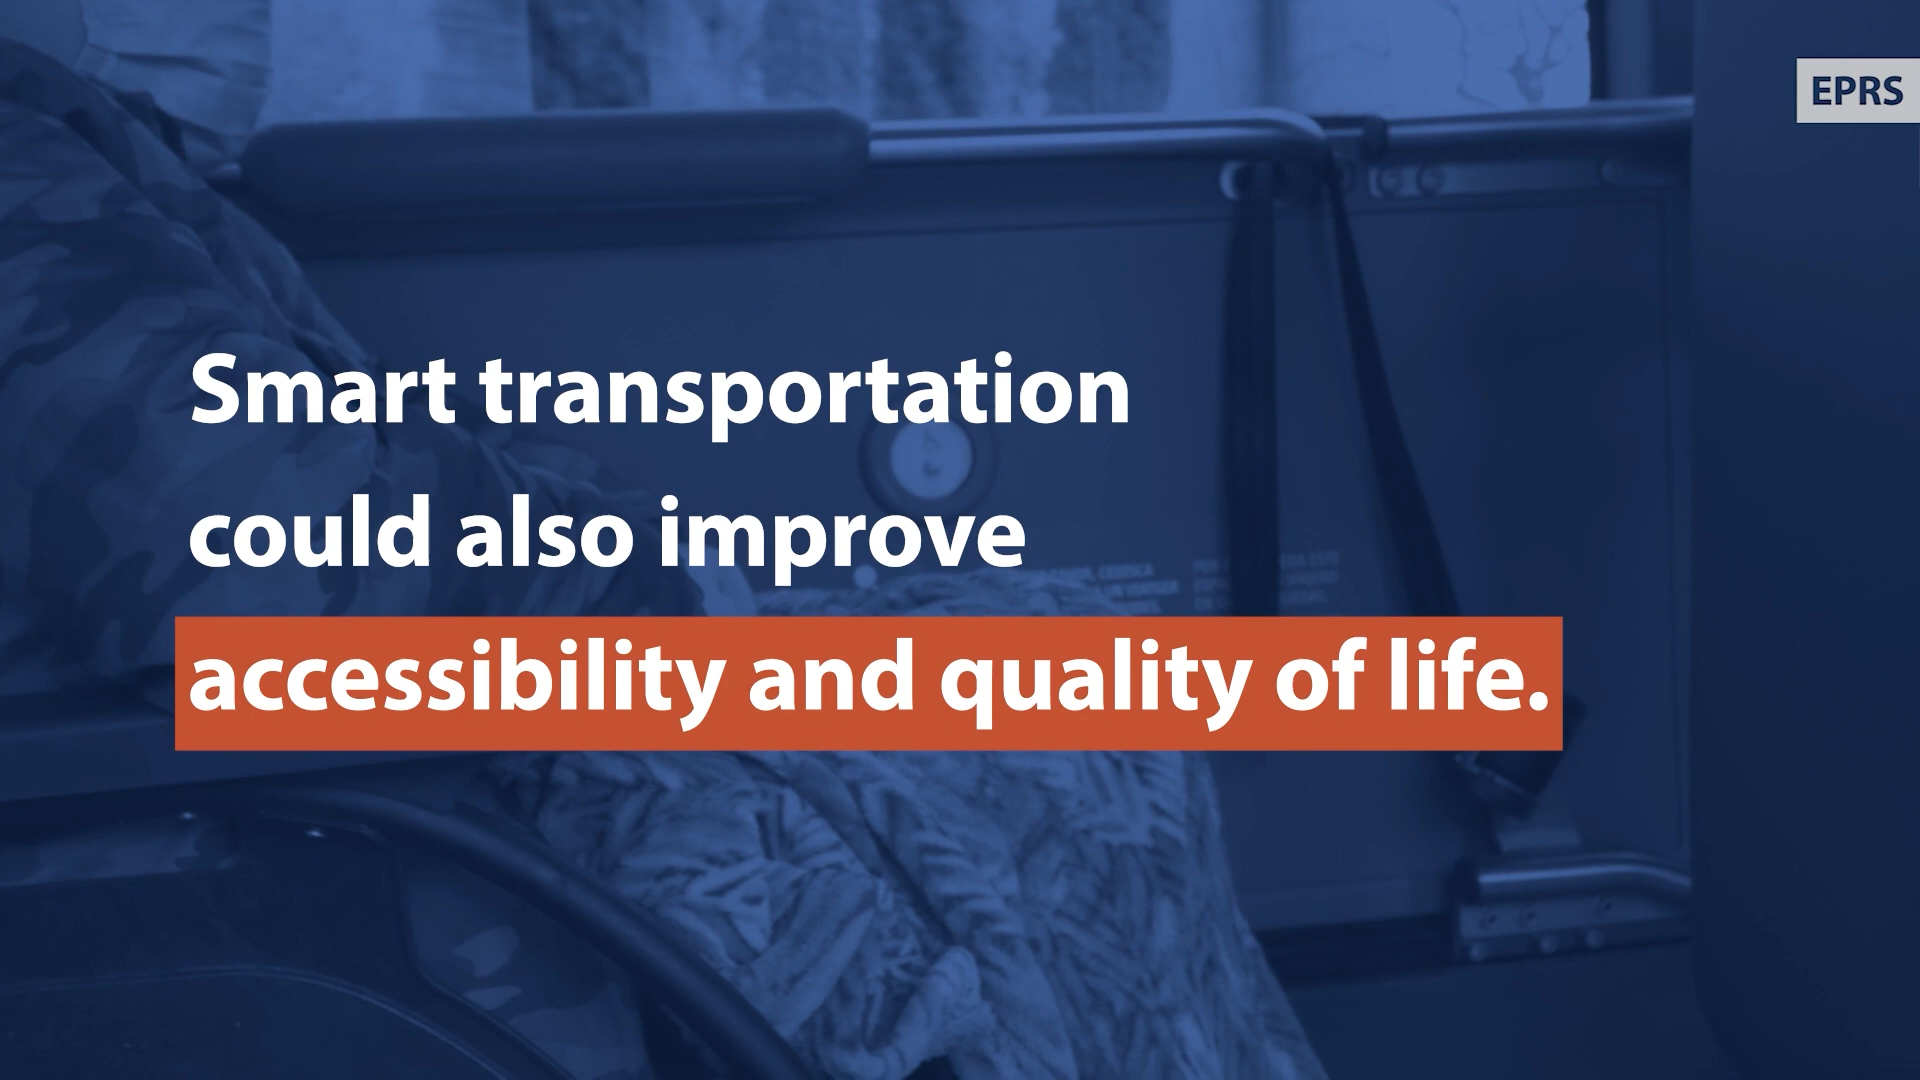 EPRS
Smart transportation
could also improve
accessibility and quality of life.